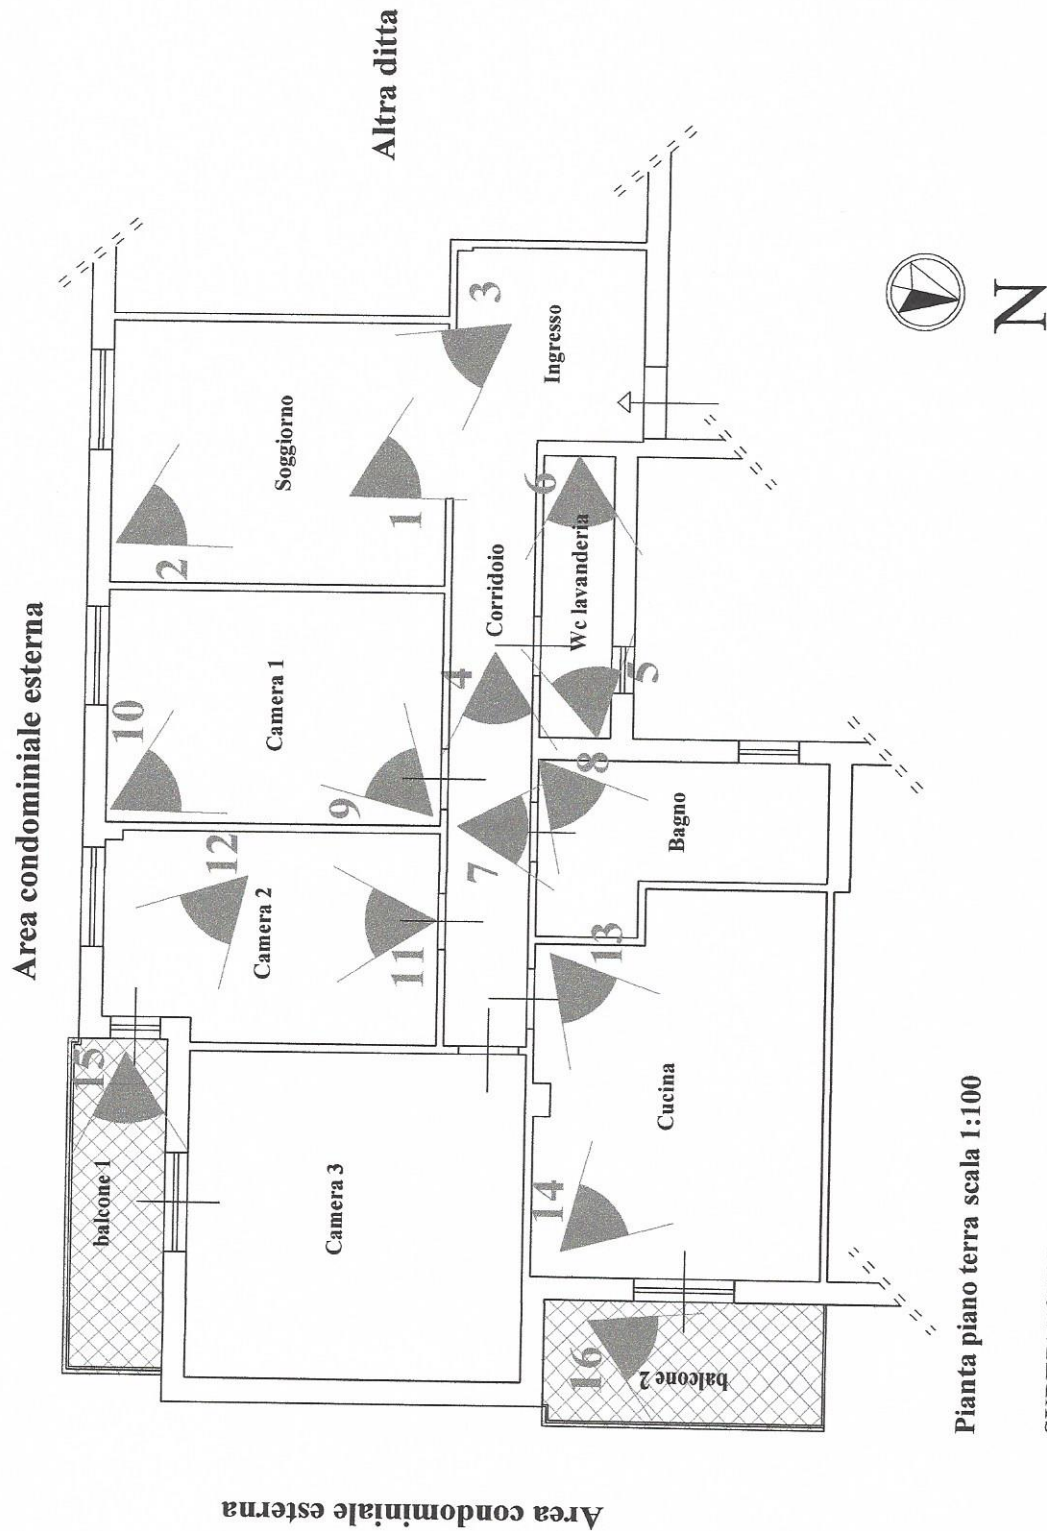 Area condominiale esterna
Altra ditta
Area condominiale esterna
balcone 1
15
Camera 2
12
11
Camera 1
10
9
Soggiorno
2
1
3
Ingresso
Camera 3
Corridoio
4
7
Wc lavanderia
6
5
8
Bagno
13
Cucina
14
16
balcone 2
N
Pianta piano terra scala 1:100